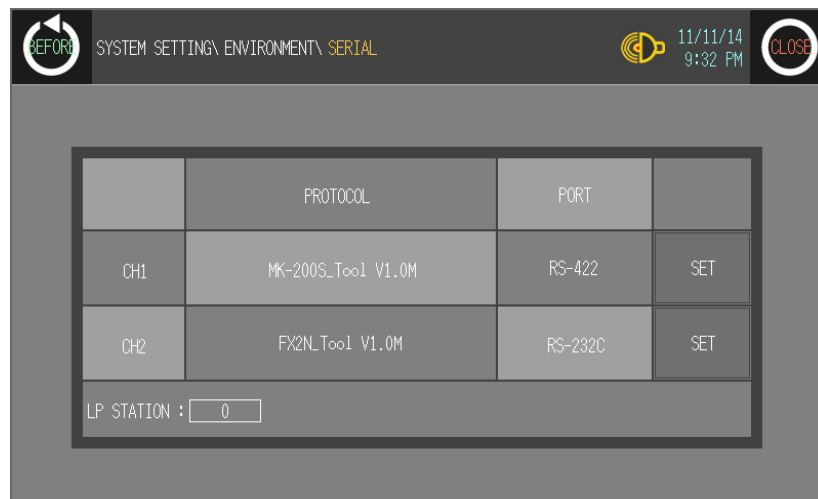 BEFORE SYSTEM SETTING\ ENVIRONMENT\ SERIAL 11/11/14 CLOSE
9:32 PM
PROTOCOL PORT
CH1 MK-200S_Tool V1.0M RS-422 SET
CH2 FX2N_Tool V1.0M RS-232C SET
LP STATION : 0